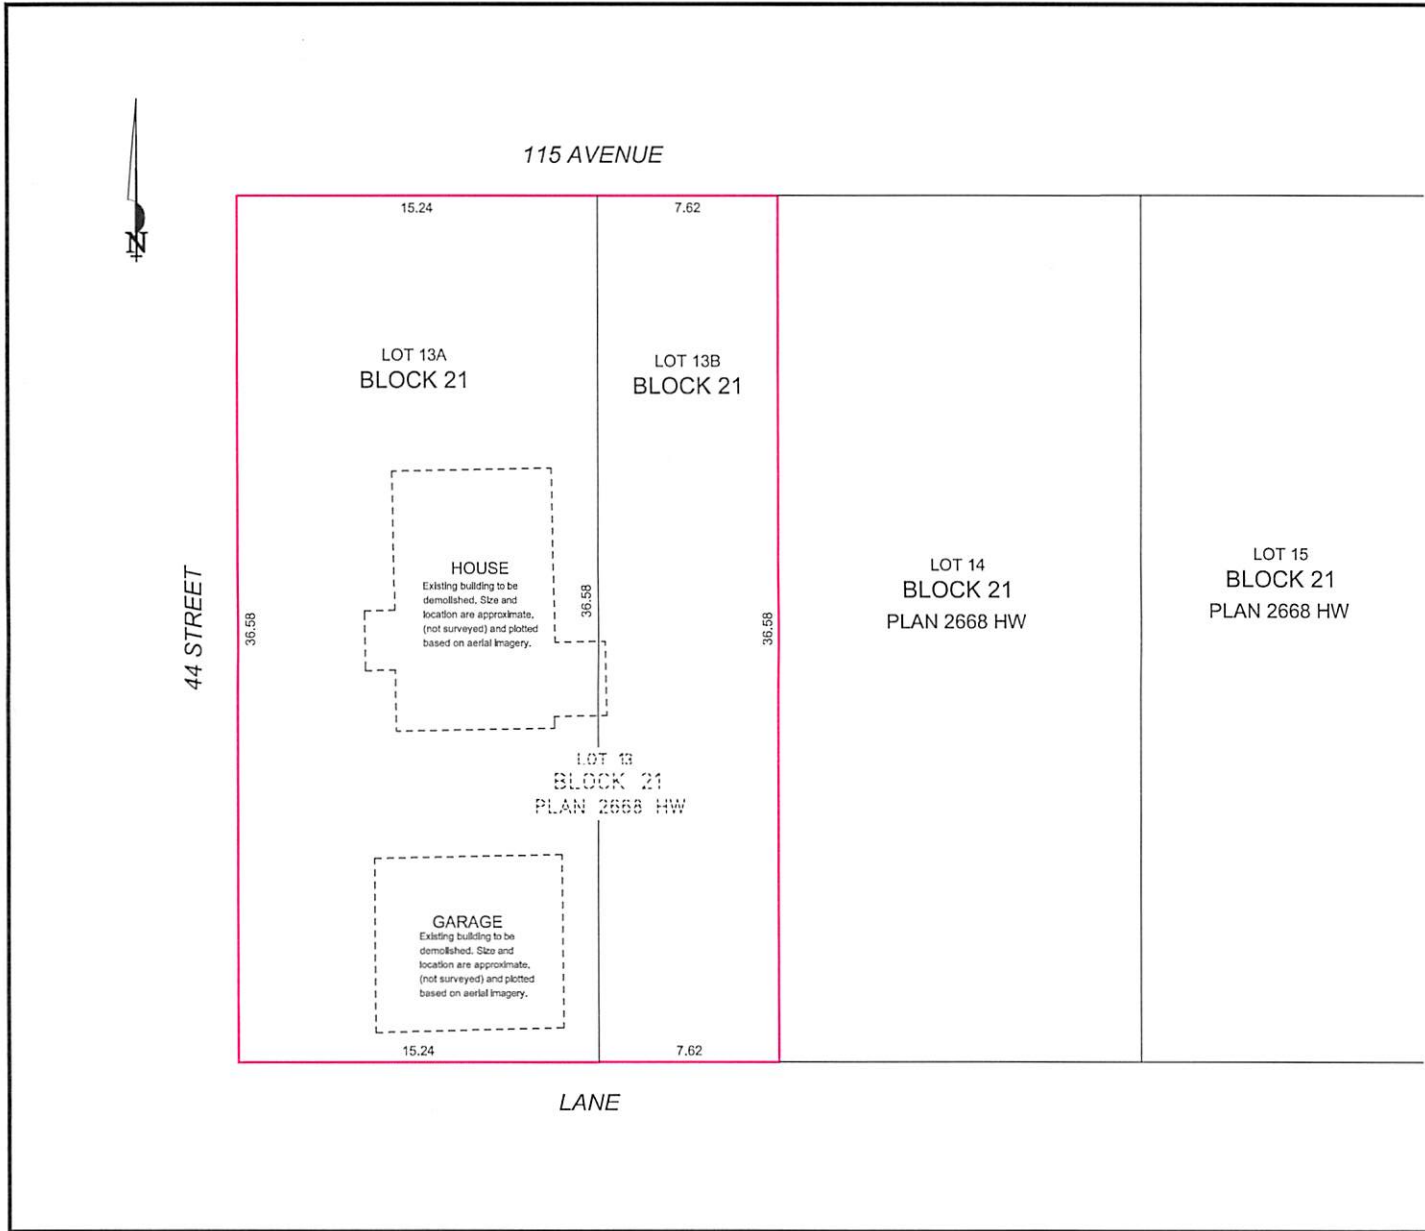 115 AVENUE
15.24
7.62
N
LOT 13A
BLOCK 21
LOT 13B
BLOCK 21
HOUSE
Existing building to be
demolished. Size and
location are approximate,
(not surveyed) and plotted
based on aerial imagery.
44 STREET
36.58
36.58
36.58
LOT 14
BLOCK 21
PLAN 2668 HW
LOT 15
BLOCK 21
PLAN 2668 HW
LOT 13
BLOCK 21
PLAN 2668 HW
GARAGE
Existing building to be
demolished. Size and
location are approximate,
(not surveyed) and plotted
based on aerial imagery.
15.24
7.62
LANE